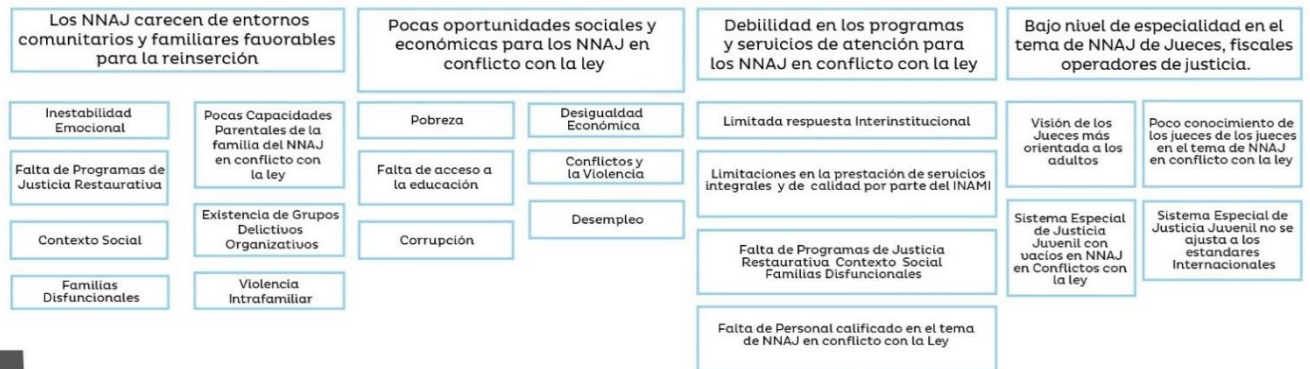 Los NNAJ carecen de entornos
comunitarios y familiares favorables
para la reinserción
Inestabilidad
Emocional
Falta de Programas de
Justicia Restaurativa
Contexto Social
Familias
Disfuncionales
Pocas Capacidades
Parentales de la
familia del NNAJ
en conflicto con
la ley
Existencia de Grupos
Delictivos
Organizativos
Violencia
Intrafamiliar
Pocas oportunidades sociales y
económicas para los NNAJ en
conflicto con la ley
Pobreza
Falta de acceso a
la educación
Corrupción
Desigualdad
Económica
Conflictos y
la Violencia
Desempleo
Debiilidad en los programas
y servicios de atención para
los NNAJ en conflicto con la ley
Limitada respuesta Interinstitucional
Limitaciones en la prestación de servicios
integrales y de calidad por parte del INAMI
Falta de Programas de Justicia
Restaurativa Contexto Social
Familias Disfuncionales
Falta de Personal calificado en el tema
de NNAJ en conflicto con la Ley
Bajo nivel de especialidad en el
tema de NNAJ de Jueces, fiscales
operadores de justicia.
Visión de los
Jueces más
orientada a los
adultos
Sistema Especial
de Justicia
Juvenil con
vacíos en NNAJ
en Conflictos con
la ley
Poco conocimiento de
los jueces de los jueces
en el tema de NNAJ
en conflicto con la ley
Sistema Especial de
Justicia Juvenil no se
ajusta a los
estandares
Internacionales